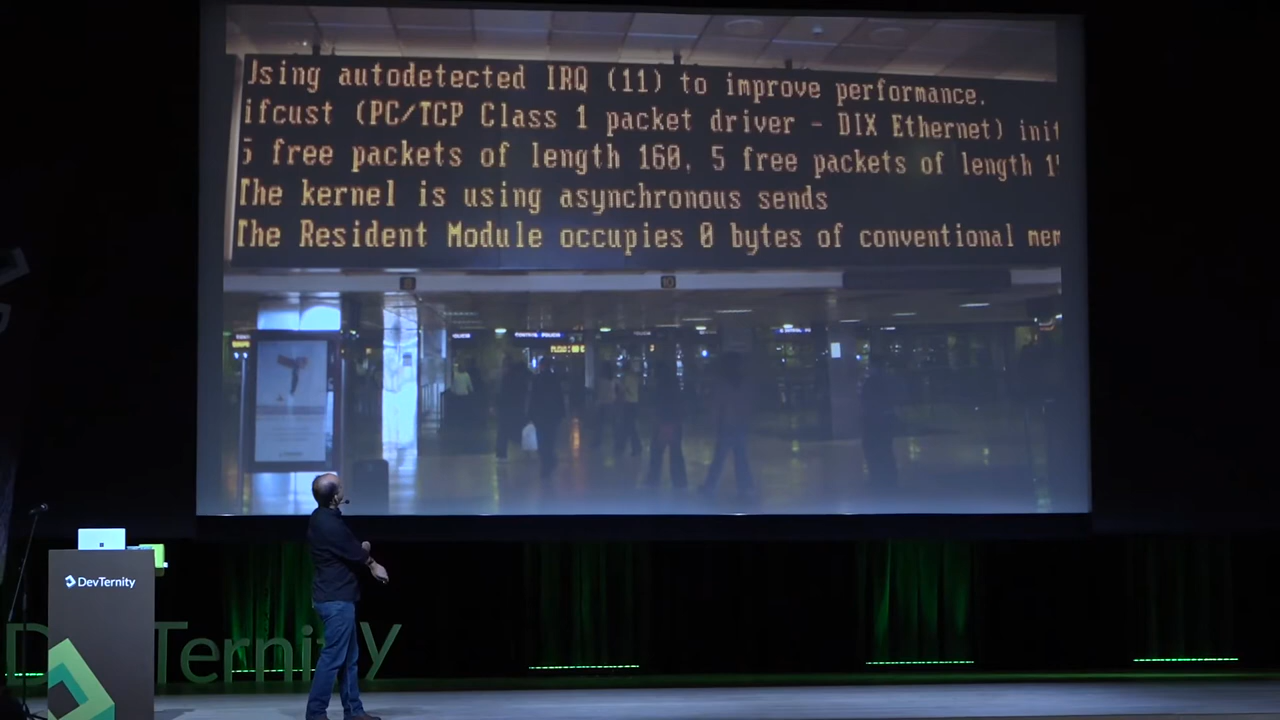 Using autodetected IRQ (11) to improve performance.
ifcust (PC/TCP Class 1 packet driver - DIX Ethernet) init
5 free packets of length 160, 5 free packets of length 1
The kernel is using asynchronous sends
The Resident Module occupies 0 bytes of conventional mem
DevTernity
DevTernity